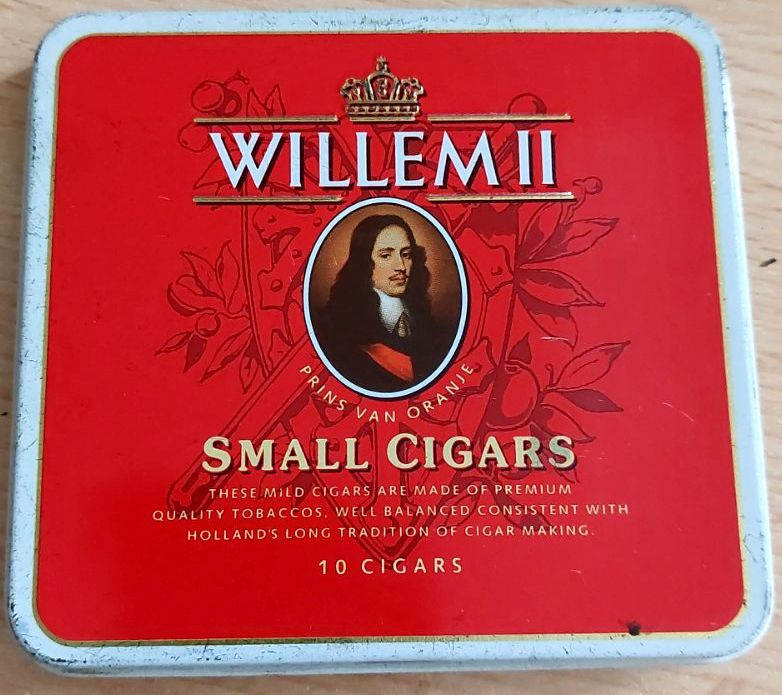 WILLEM II
PRINS VAN ORANJE
SMALL CIGARS
THESE MILD CIGARS ARE MADE OF PREMIUM
QUALITY TOBACCOS, WELL BALANCED CONSISTENT WITH
HOLLAND'S LONG TRADITION OF CIGAR MAKING.
10 CIGARS